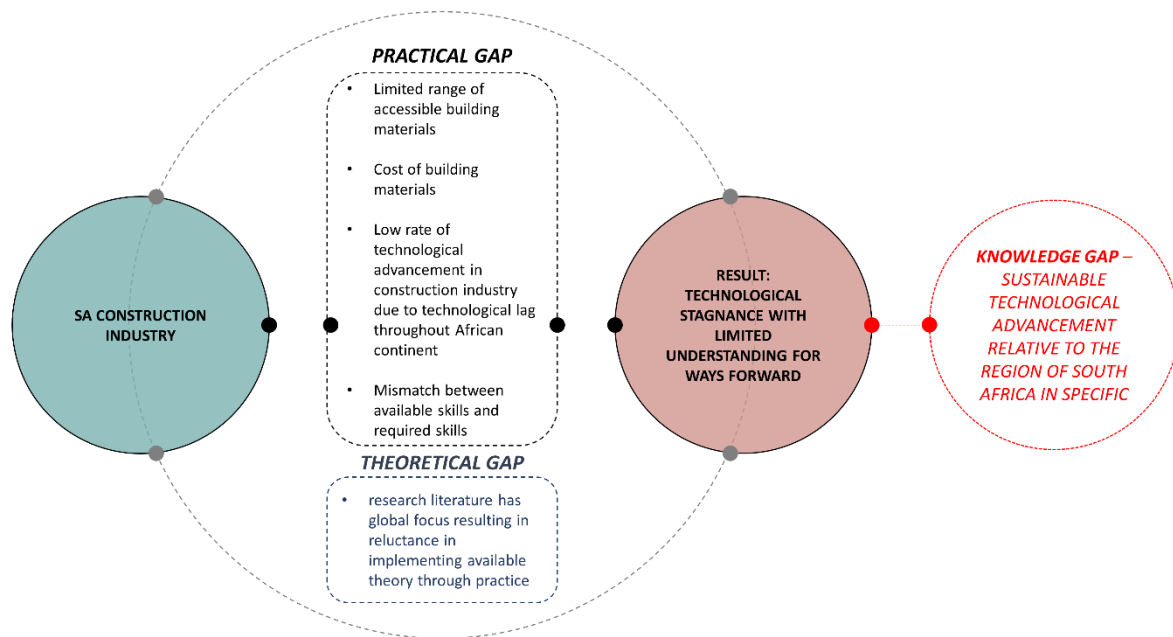 SA CONSTRUCTION
INDUSTRY
PRACTICAL GAP
• Limited range of
accessible building
materials
• Cost of building
materials
• Low rate of
technological
advancement in
construction industry
due to technological lag
throughout African
continent
• Mismatch between
available skills and
required skills
THEORETICAL GAP
• research literature has
global focus resulting in
reluctance in
implementing available
theory through practice
RESULT:
TECHNOLOGICAL
STAGNANCE WITH
LIMITED
UNDERSTANDING FOR
WAYS FORWARD
KNOWLEDGE GAP –
SUSTAINABLE
TECHNOLOGICAL
ADVANCEMENT
RELATIVE TO THE
REGION OF SOUTH
AFRICA IN SPECIFIC